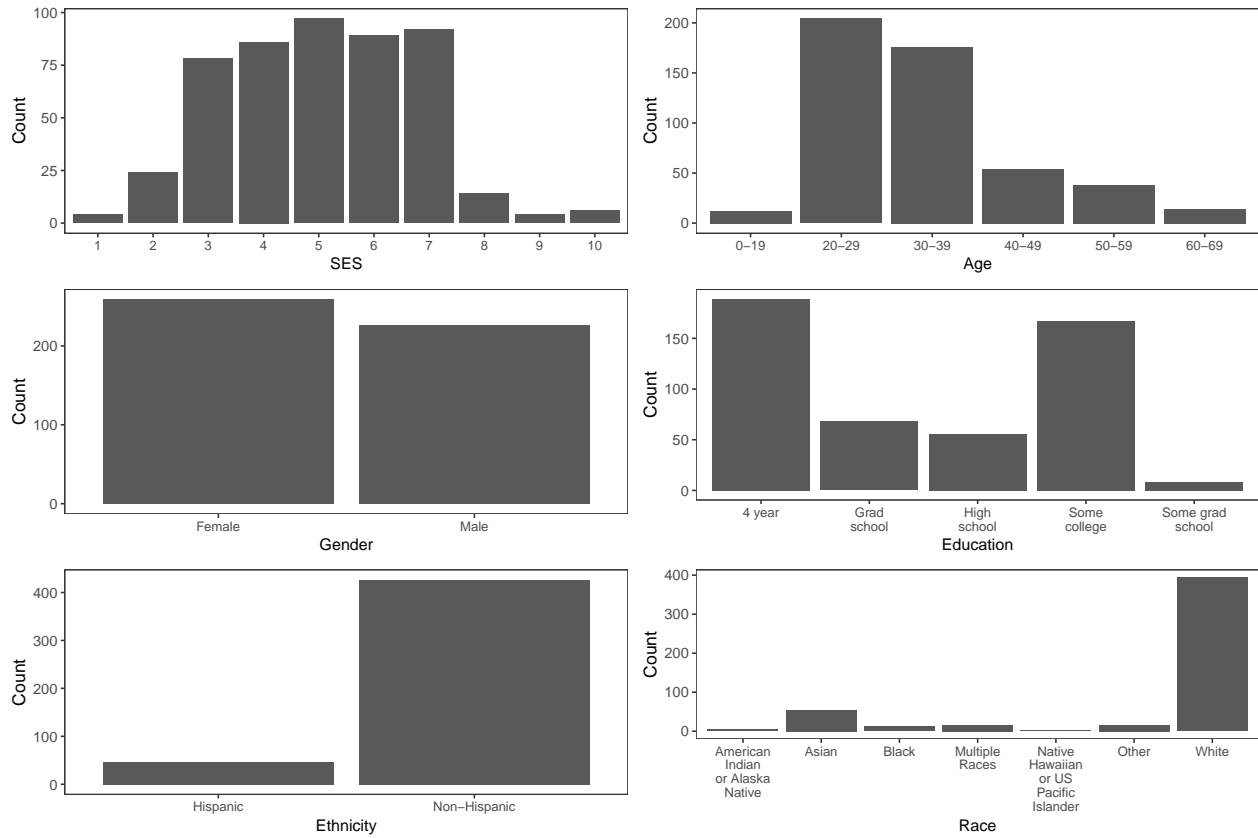 100
75
50
25
0
Count
1 2 3 4 5 6 7 8 9 10
SES
200
150
100
50
0
Count
0–19 20–29 30–39 40–49 50–59 60–69
Age
200
100
0
Count
Female Male
Gender
150
100
50
0
Count
4 year Grad High Some Some grad
school school college school
Education
400
300
200
100
0
Count
Hispanic Non–Hispanic
Ethnicity
400
300
200
100
0
Count
American Asian Black Multiple Native Other White
Indian Races Hawaiian
or Alaska or US
Native Pacific
Islander
Race